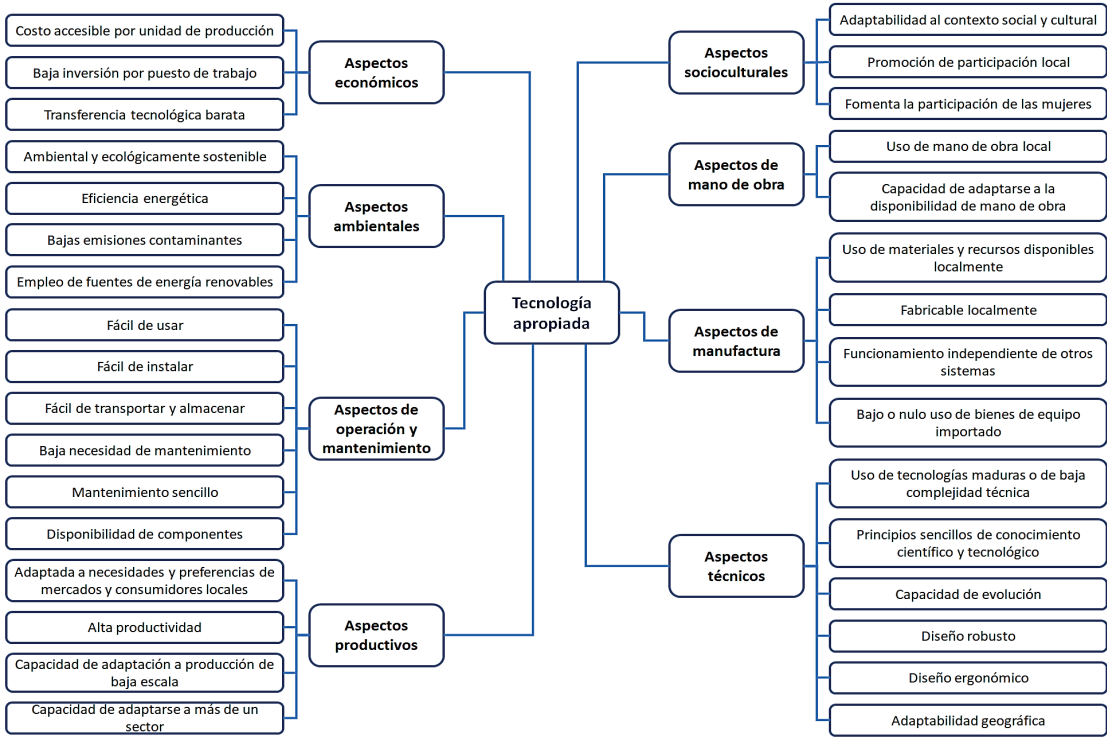 Costo accesible por unidad de producción
Baja inversión por puesto de trabajo
Transferencia tecnológica barata
Aspectos
económicos
Ambiental y ecológicamente sostenible
Eficiencia energética
Bajas emisiones contaminantes
Empleo de fuentes de energía renovables
Aspectos
ambientales
Fácil de usar
Fácil de instalar
Fácil de transportar y almacenar
Baja necesidad de mantenimiento
Mantenimiento sencillo
Disponibilidad de componentes
Aspectos de
operación y
mantenimiento
Adaptada a necesidades y preferencias de
mercados y consumidores locales
Alta productividad
Capacidad de adaptación a producción de
baja escala
Capacidad de adaptarse a más de un
sector
Aspectos
productivos
Tecnología
apropiada
Aspectos
socioculturales
Adaptabilidad al contexto social y cultural
Promoción de participación local
Fomenta la participación de las mujeres
Aspectos de
mano de obra
Uso de mano de obra local
Capacidad de adaptarse a la
disponibilidad de mano de obra
Aspectos de
manufactura
Uso de materiales y recursos disponibles
localmente
Fabricable localmente
Funcionamiento independiente de otros
sistemas
Bajo o nulo uso de bienes de equipo
importado
Aspectos
técnicos
Uso de tecnologías maduras o de baja
complejidad técnica
Principios sencillos de conocimiento
científico y tecnológico
Capacidad de evolución
Diseño robusto
Diseño ergonómico
Adaptabilidad geográfica